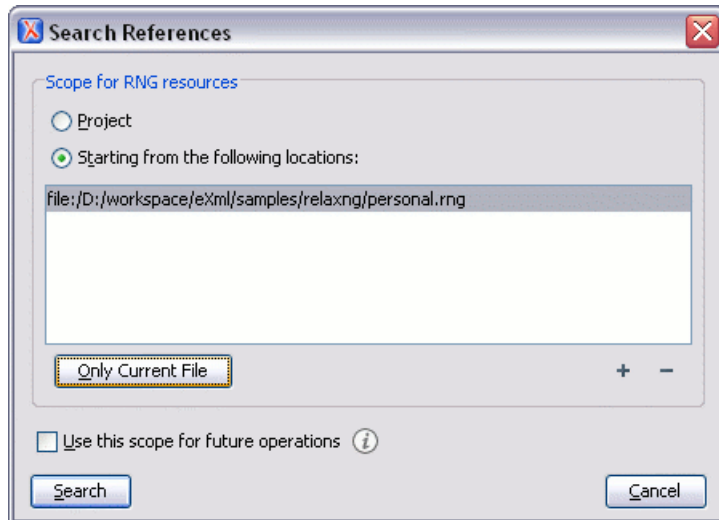 Search References
Scope for RNG resources
Project
Starting from the following locations:
file:/D:/workspace/eXml/samples/relaxng/personal.rng
Only Current File
+ −
Use this scope for future operations i
Search Cancel